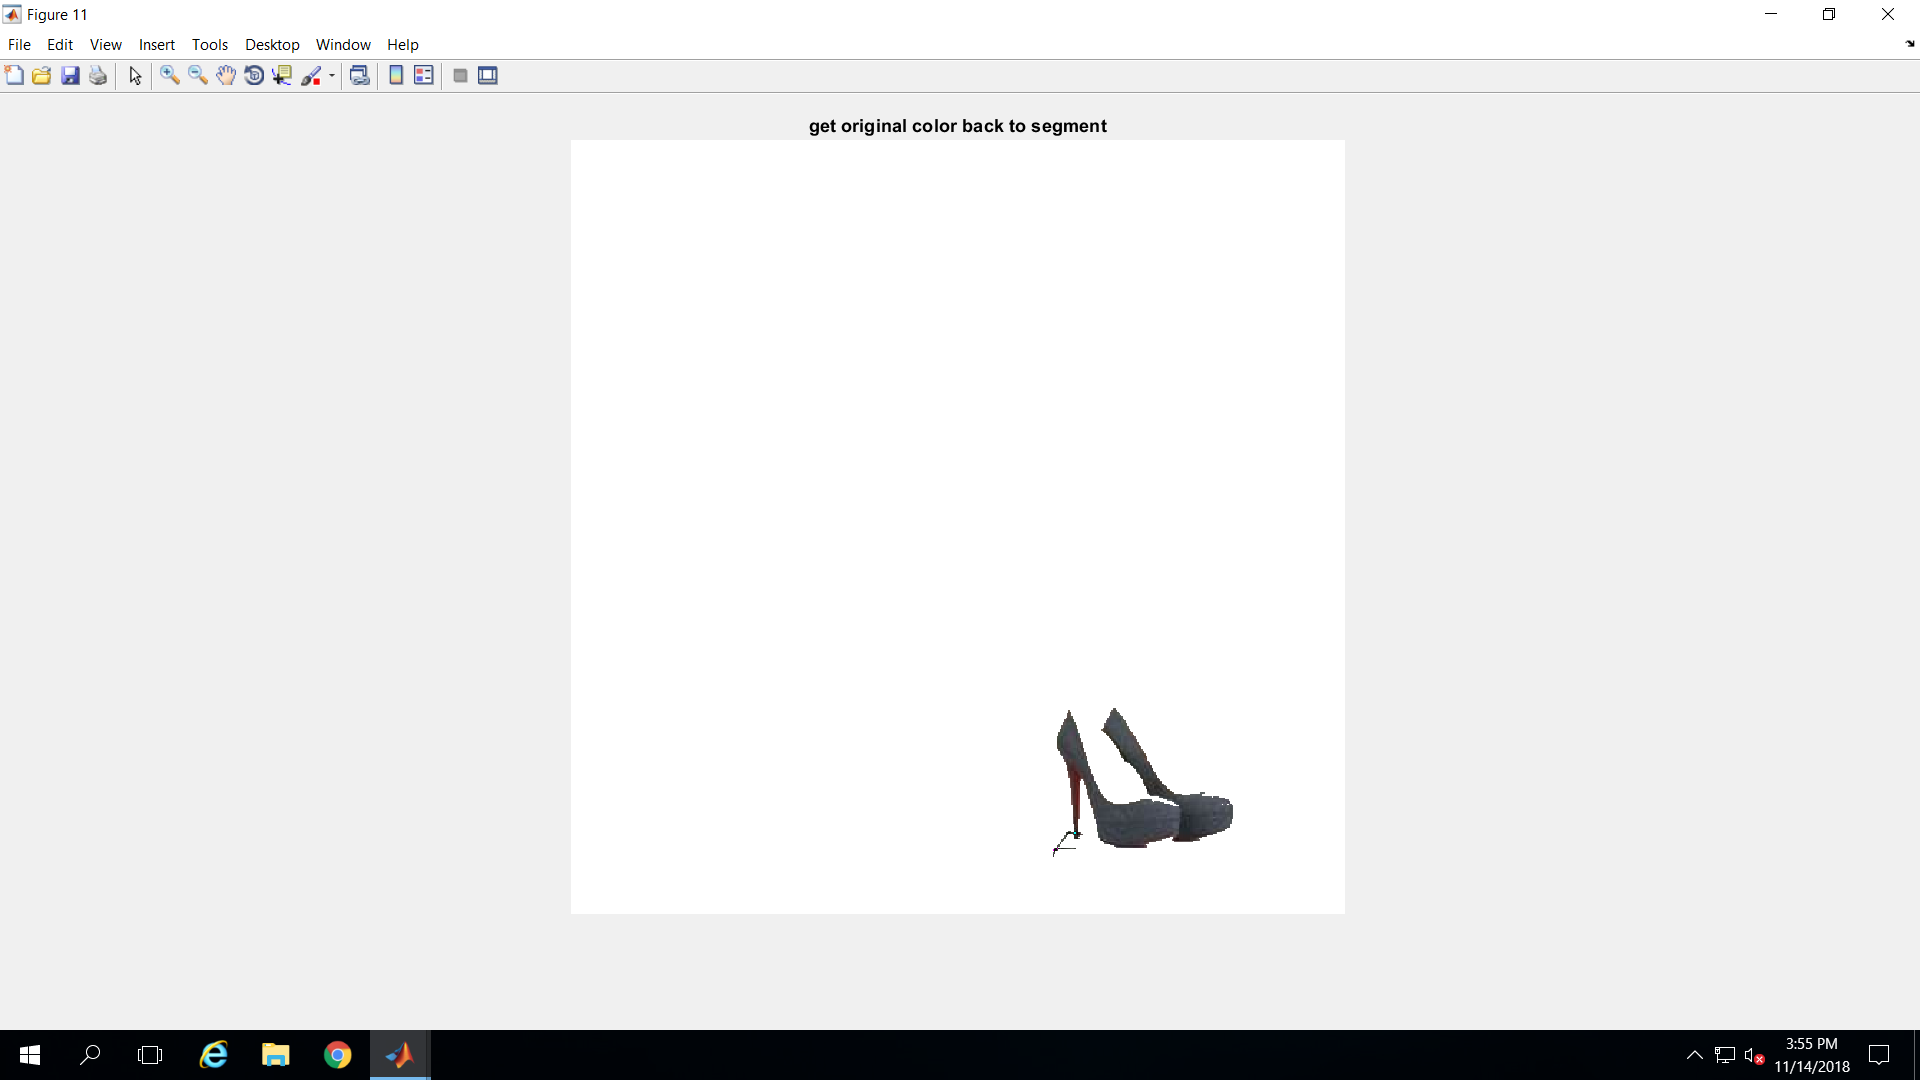 Figure 11
File Edit View Insert Tools Desktop Window Help
get original color back to segment
3:55 PM
11/14/2018